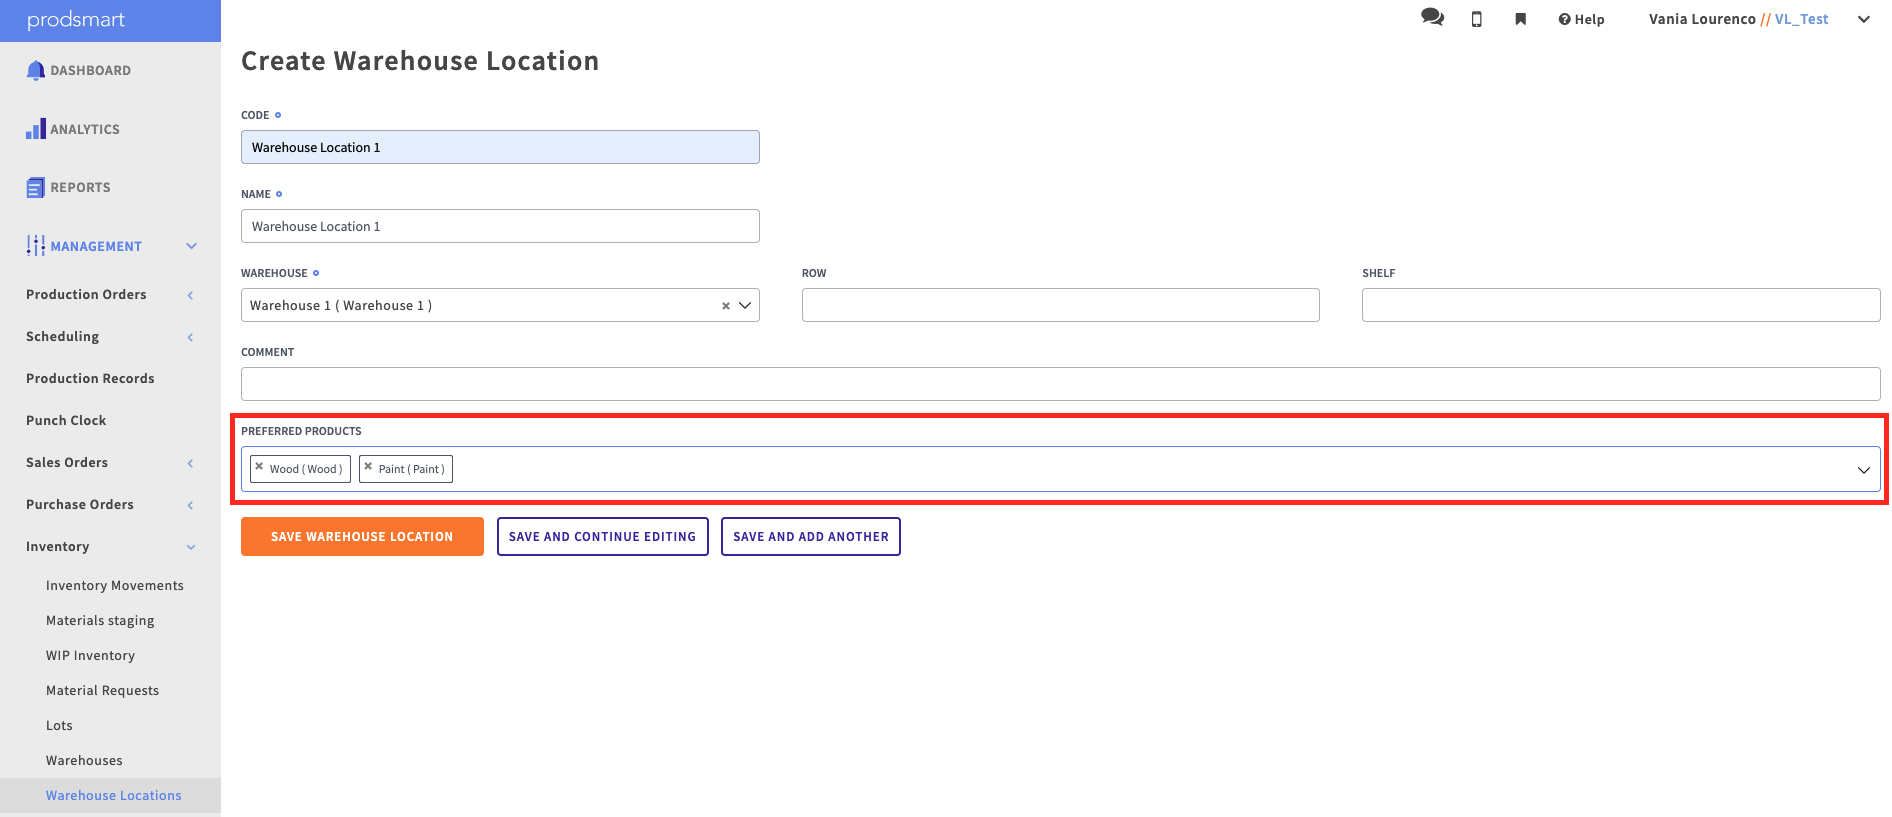 prodsmart
Help
Vania Lourenco // VL_Test
DASHBOARD
ANALYTICS
REPORTS
MANAGEMENT
Production Orders
Scheduling
Production Records
Punch Clock
Sales Orders
Purchase Orders
Inventory
Inventory Movements
Materials staging
WIP Inventory
Material Requests
Lots
Warehouses
Warehouse Locations
Create Warehouse Location
CODE
Warehouse Location 1
NAME
Warehouse Location 1
WAREHOUSE
Warehouse 1 ( Warehouse 1 )
ROW
SHELF
COMMENT
PREFERRED PRODUCTS
Wood ( Wood ) Paint ( Paint )
SAVE WAREHOUSE LOCATION SAVE AND CONTINUE EDITING SAVE AND ADD ANOTHER